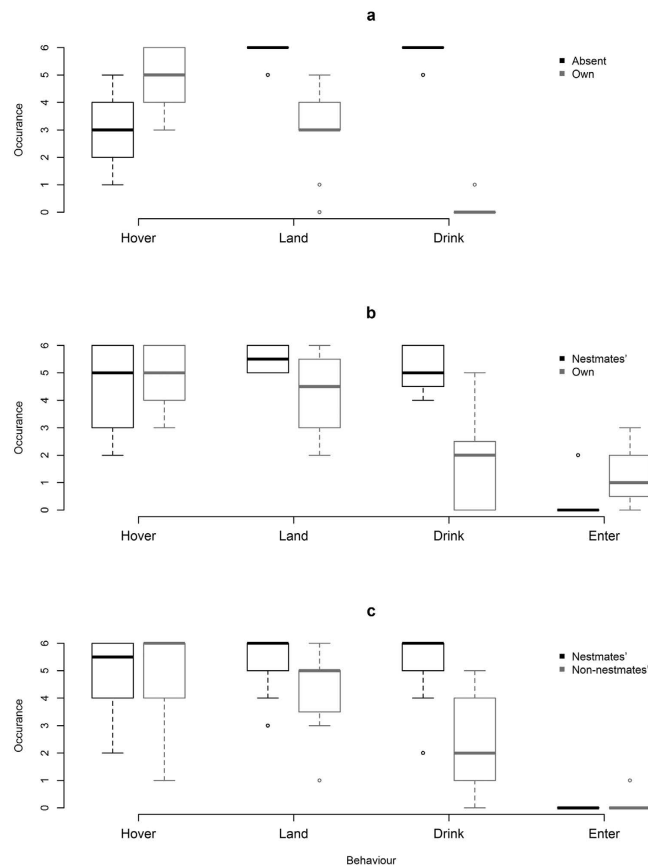 a
Occurance
0 1 2 3 4 5 6
Absent
Own
Hover Land Drink
b
Occurance
0 1 2 3 4 5 6
Nestmates'
Own
Hover Land Drink Enter
c
Occurance
0 1 2 3 4 5 6
Nestmates'
Non-nestmates'
Hover Land Drink Enter
Behaviour